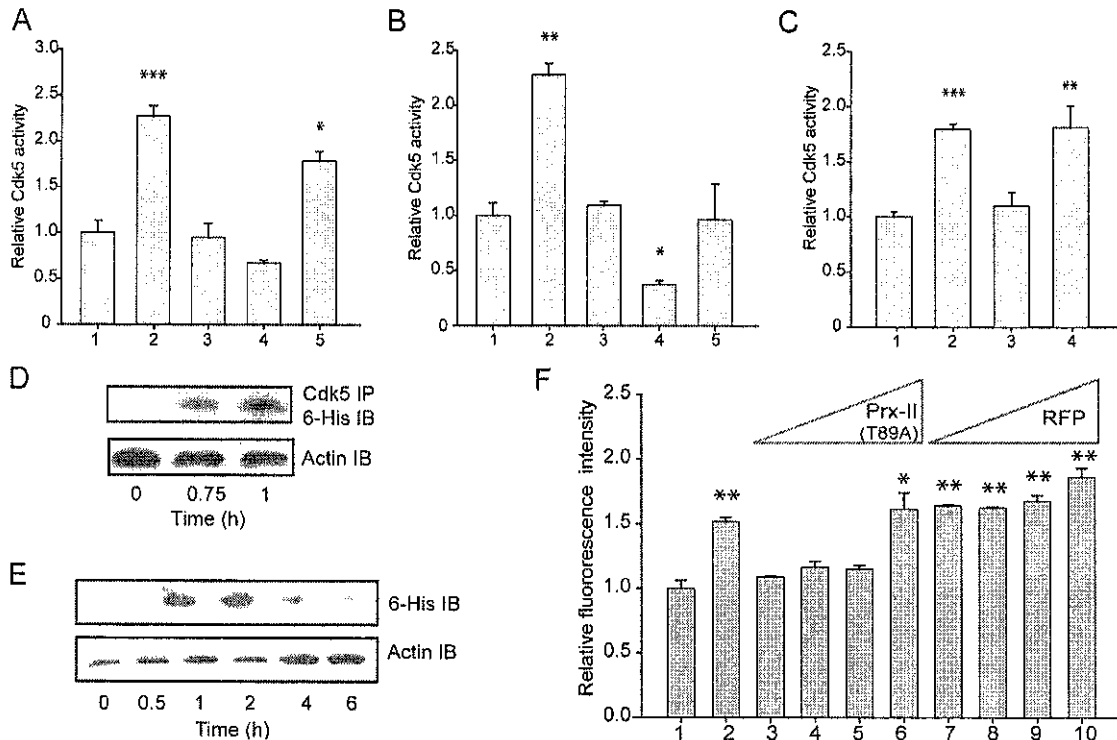 A
Relative Cdk5 activity
3.0
2.5
2.0
1.5
1.0
0.5
0
***
*
1 2 3 4 5
B
Relative Cdk5 activity
2.5
2.0
1.5
1.0
0.5
0
**
*
1 2 3 4 5
C
Relative Cdk5 activity
2.5
2.0
1.5
1.0
0.5
0
***
**
1 2 3 4
D
Cdk5 IP
6-His IB
Actin IB
0 0.75 1
Time (h)
E
6-His IB
Actin IB
0 0.5 1 2 4 6
Time (h)
F
Relative fluororescence intensity
2.5
2.0
1.5
1.0
0.5
0.0
Prx-II
(T89A)
RFP
** * ** ** ** **
1 2 3 4 5 6 7 8 9 10